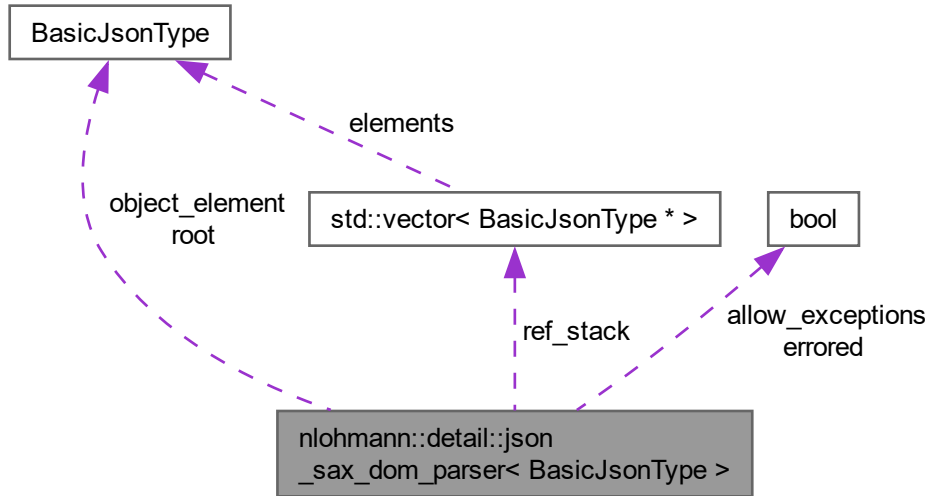 BasicJsonType
elements
object_element
root
std::vector< BasicJsonType * >
bool
ref_stack
allow_exceptions
errored
nlohmann::detail::json
_sax_dom_parser< BasicJsonType >